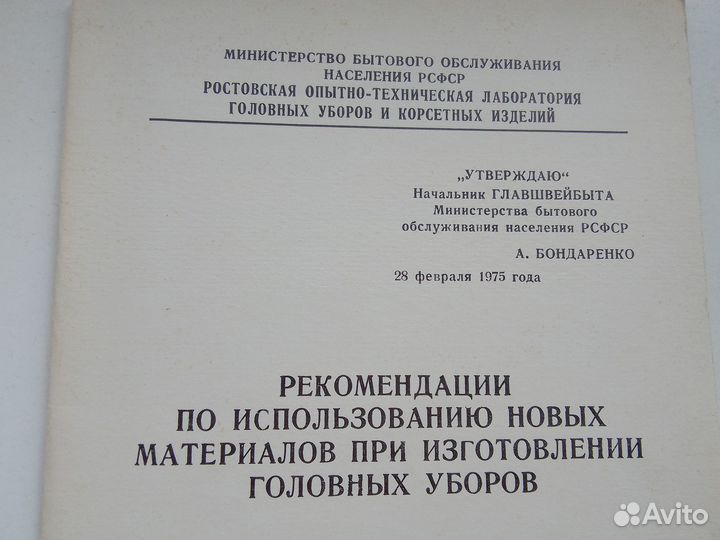 МИНИСТЕРСТВО БЫТОВОГО ОБСЛУЖИВАНИЯ
НАСЕЛЕНИЯ РСФСР
РОСТОВСКАЯ ОПЫТНО-ТЕХНИЧЕСКАЯ ЛАБОРАТОРИЯ
ГОЛОВНЫХ УБОРОВ И КОРСЕТНЫХ ИЗДЕЛИЙ
„УТВЕРЖДАЮ“
Начальник ГЛАВШВЕЙБЫТА
Министерства бытового
обслуживания населения РСФСР
А. БОНДАРЕНКО
28 февраля 1975 года
РЕКОМЕНДАЦИИ
ПО ИСПОЛЬЗОВАНИЮ НОВЫХ
МАТЕРИАЛОВ ПРИ ИЗГОТОВЛЕНИИ
ГОЛОВНЫХ УБОРОВ
Avito